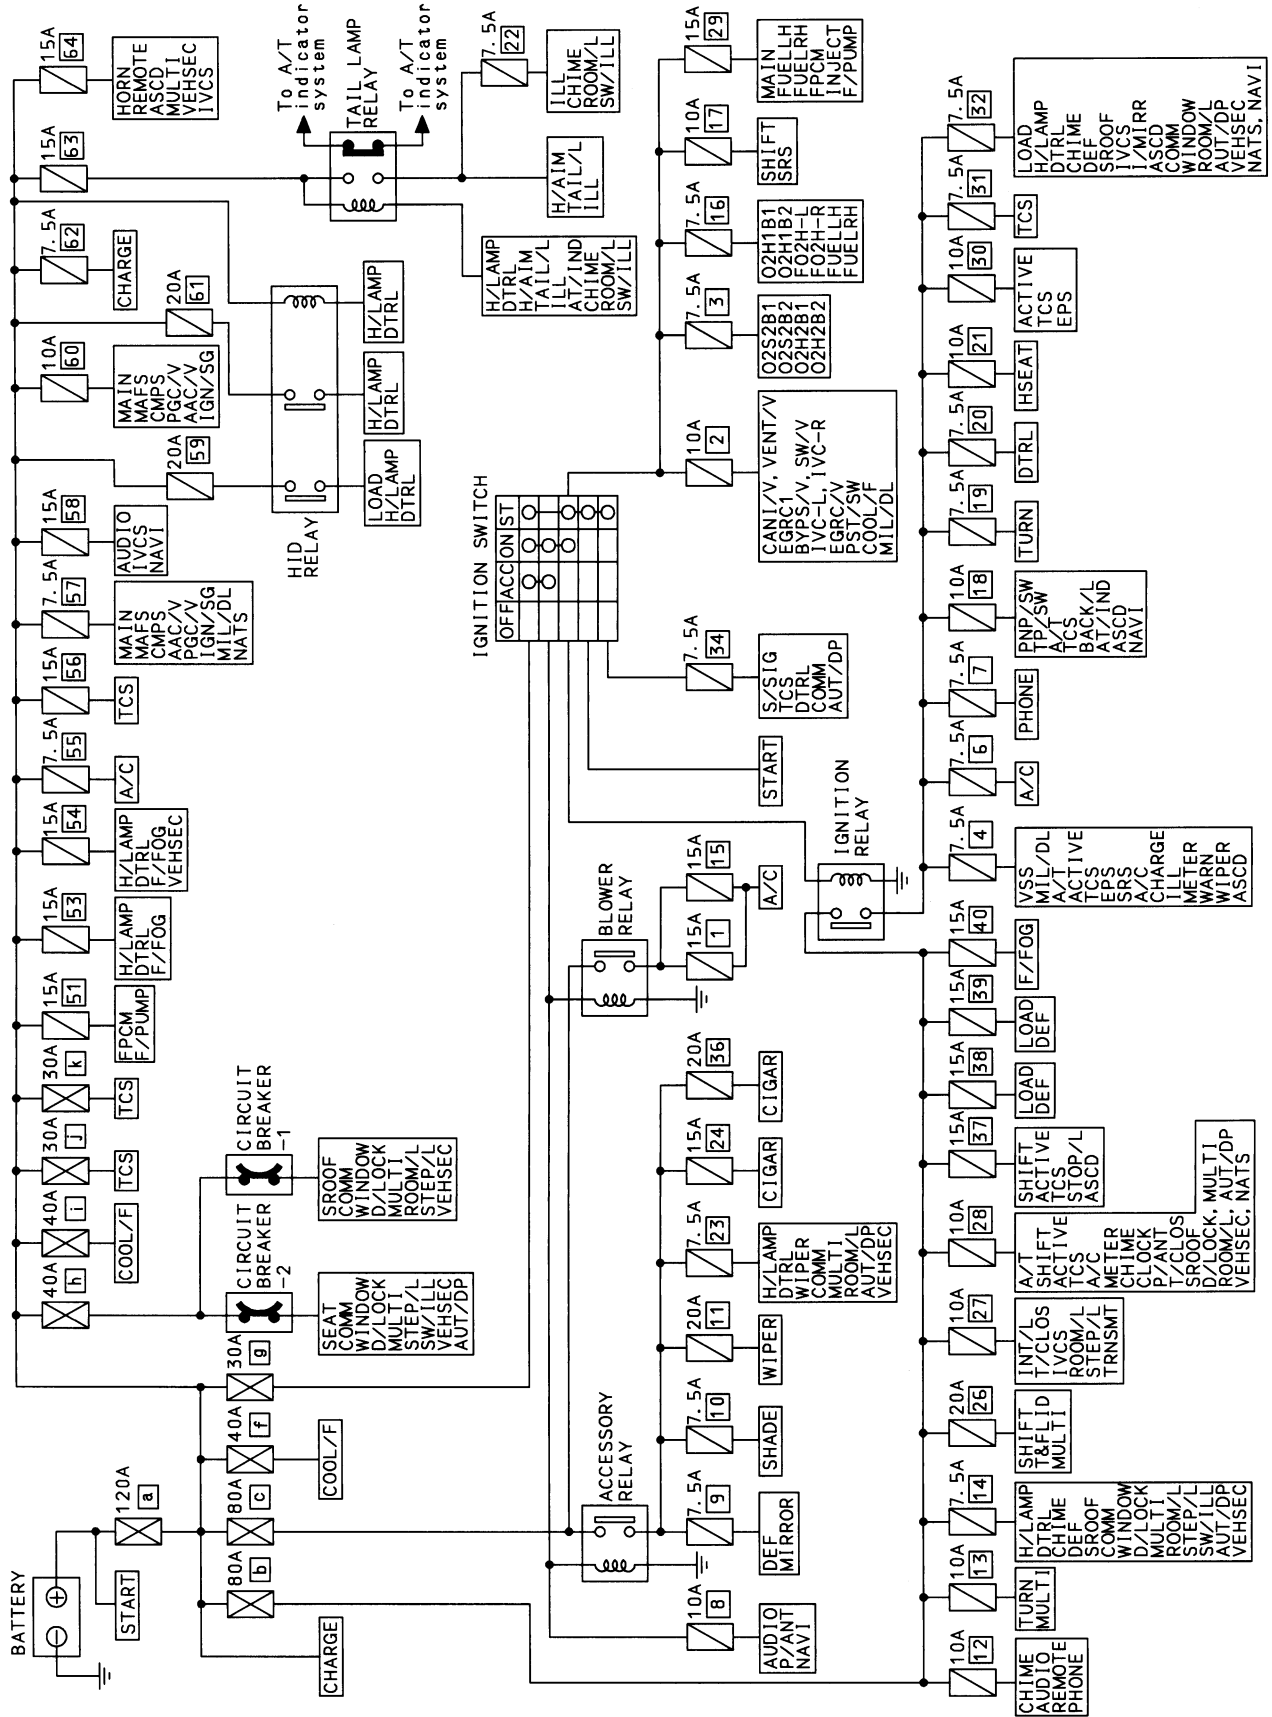 BATTERY
START
120A
a
CHARGE
80A
b
80A
c
40A
f
COOL/F
30A
g
40A
h
40A
i
COOL/F
30A
j
TCS
30A
k
TCS
CIRCUIT
BREAKER
-2
SEAT
COMM
WINDOW
D/LOCK
MULTI
STEP/L
SW/ILL
VEHSEC
AUT/DP
CIRCUIT
BREAKER
-1
SROOF
COMM
WINDOW
D/LOCK
MULTI
ROOM/L
STEP/L
VEHSEC
15A
51
FPCM
F/PUMP
15A
53
H/LAMP
DTRL
F/FOG
15A
54
H/LAMP
DTRL
F/FOG
VEHSEC
7.5A
55
A/C
15A
56
TCS
7.5A
57
MAIN
MAFS
CMPS
AAC/V
PGC/V
IGN/SG
MIL/DL
NATS
15A
58
AUDIO
IVCS
NAVI
20A
59
10A
60
MAIN
MAFS
CMPS
PGC/V
AAC/V
IGN/SG
20A
61
7.5A
62
CHARGE
15A
63
15A
64
HORN
REMOTE
ASCD
MULTI
VEHSEC
IVCS
HID
RELAY
LOAD
H/LAMP
DTRL
H/LAMP
DTRL
H/LAMP
DTRL
To A/T
indicator
system
TAIL LAMP
RELAY
To A/T
indicator
system
H/LAMP
DTRL
H/AIM
TAIL/L
ILL
AT/IND
CHIME
ROOM/L
SW/ILL
H/AIM
TAIL/L
ILL
7.5A
22
ILL
CHIME
ROOM/L
SW/ILL
IGNITION SWITCH
OFF
ACC
ON
ST
ACCESSORY
RELAY
BLOWER
RELAY
IGNITION
RELAY
10A
8
AUDIO
P/ANT
NAVI
7.5A
9
DEF
MIRROR
7.5A
10
SHADE
20A
11
WIPER
7.5A
23
H/LAMP
DTRL
WIPER
COMM
MULTI
ROOM/L
AUT/DP
VEHSEC
15A
24
CIGAR
20A
36
CIGAR
15A
1
15A
15
A/C
START
7.5A
34
S/SIG
TCS
DTRL
COMM
AUT/DP
10A
2
CANI/V, VENT/V
EGRC1
BYPS/V, SW/V
IVC-L, IVC-R
EGRC/V
PST/SW
COOL/F
MIL/DL
7.5A
3
O2S2B1
O2S2B2
O2H2B1
O2H2B2
7.5A
16
O2H1B1
O2H1B2
FO2H-L
FO2H-R
FUELLH
FUELRH
10A
17
SHIFT
SRS
15A
29
MAIN
FUELLH
FUELRH
FPCM
INJECT
F/PUMP
10A
12
CHIME
AUDIO
REMOTE
PHONE
10A
13
TURN
MULTI
7.5A
14
H/LAMP
DTRL
CHIME
DEF
SROOF
COMM
WINDOW
D/LOCK
MULTI
ROOM/L
STEP/L
SW/ILL
AUT/DP
VEHSEC
20A
26
SHIFT
T&FLID
MULTI
10A
27
INT/L
T/CLOS
IVCS
ROOM/L
STEP/L
TRNSMT
10A
28
A/T
SHIFT
ACTIVE
TCS
A/C
METER
CHIME
CLOCK
P/ANT
T/CLOS
SROOF
D/LOCK, MULTI
ROOM/L, AUT/DP
VEHSEC, NATS
15A
37
SHIFT
ACTIVE
TCS
STOP/L
ASCD
15A
38
LOAD
DEF
15A
39
LOAD
DEF
15A
40
F/FOG
7.5A
4
VSS
MIL/DL
A/T
ACTIVE
TCS
EPS
SRS
A/C
CHARGE
ILL
METER
WARN
WIPER
ASCD
7.5A
6
A/C
7.5A
7
PHONE
10A
18
PNP/SW
TP/SW
A/T
TCS
BACK/L
AT/IND
ASCD
NAVI
7.5A
19
TURN
7.5A
20
DTRL
10A
21
HSEAT
10A
30
ACTIVE
TCS
EPS
7.5A
31
TCS
7.5A
32
LOAD
H/LAMP
DTRL
CHIME
DEF
SROOF
IVCS
I/MIRR
ASCD
COMM
WINDOW
ROOM/L
AUT/DP
VEHSEC
NATS, NAVI